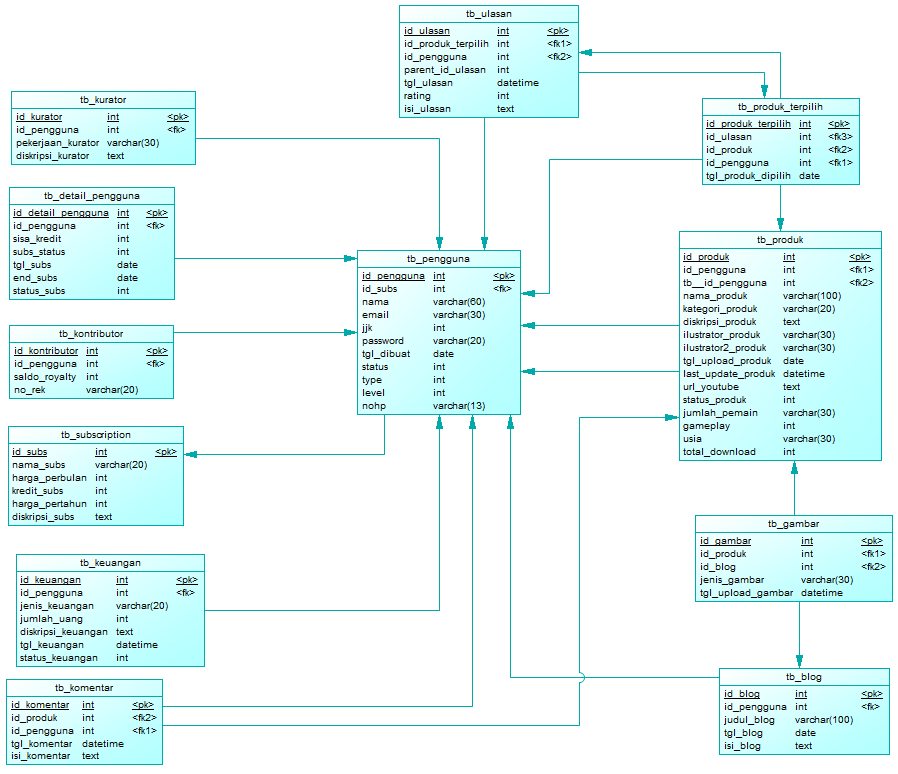 tb_ulasan
id_ulasan int <pk>
id_produk_terpilih int <fk1>
id_pengguna int <fk2>
parent_id_ulasan int
tgl_ulasan datetime
rating int
isi_ulasan text
tb_kurator
id_kurator int <pk>
id_pengguna int <fk>
pekerjaan_kurator varchar(30)
diskripsi_kurator text
tb_produk_terpilih
id_produk_terpilih int <pk>
id_ulasan int <fk3>
id_produk int <fk2>
id_pengguna int <fk1>
tgl_produk_dipilih date
tb_detail_pengguna
id_detail_pengguna int <pk>
id_pengguna int <fk>
sisa_kredit int
subs_status int
tgl_subs date
end_subs date
status_subs int
tb_pengguna
id_pengguna int <pk>
id_subs int <fk>
nama varchar(60)
email varchar(30)
jjk int
password varchar(20)
tgl_dibuat date
status int
type int
level int
nohp varchar(13)
tb_produk
id_produk int <pk>
id_pengguna int <fk1>
tb__id_pengguna int <fk2>
nama_produk varchar(100)
kategori_produk varchar(20)
diskripsi_produk text
ilustrator_produk varchar(30)
ilustrator2_produk varchar(30)
tgl_upload_produk date
last_update_produk datetime
url_youtube text
status_produk int
jumlah_pemain varchar(30)
gameplay int
usia varchar(30)
total_download int
tb_kontributor
id_kontributor int <pk>
id_pengguna int <fk>
saldo_royalty int
no_rek varchar(20)
tb_subscription
id_subs int <pk>
nama_subs varchar(20)
harga_perbulan int
kredit_subs int
harga_pertahun int
diskripsi_subs text
tb_gambar
id_gambar int <pk>
id_produk int <fk1>
id_blog int <fk2>
jenis_gambar varchar(30)
tgl_upload_gambar datetime
tb_keuangan
id_keuangan int <pk>
id_pengguna int <fk>
jenis_keuangan varchar(20)
jumlah_uang int
diskripsi_keuangan text
tgl_keuangan datetime
status_keuangan int
tb_komentar
id_komentar int <pk>
id_produk int <fk2>
id_pengguna int <fk1>
tgl_komentar datetime
isi_komentar text
tb_blog
id_blog int <pk>
id_pengguna int <fk>
judul_blog varchar(100)
tgl_blog date
isi_blog text